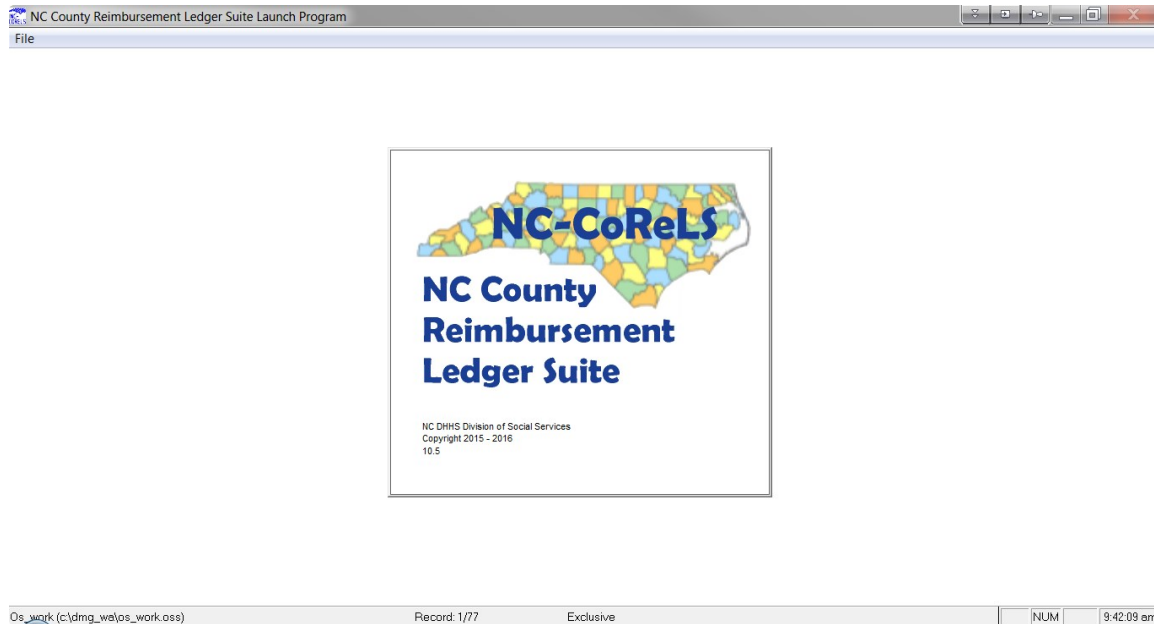 NC County Reimbursement Ledger Suite Launch Program
File
NC-CoReLS
NC County
Reimbursement
Ledger Suite
NC DHHS Division of Social Services
Copyright 2015 - 2016
10.5
Os_work (c:\dmg_wa\os_work.oss) Record: 1/77 Exclusive NUM 9:42:09 am